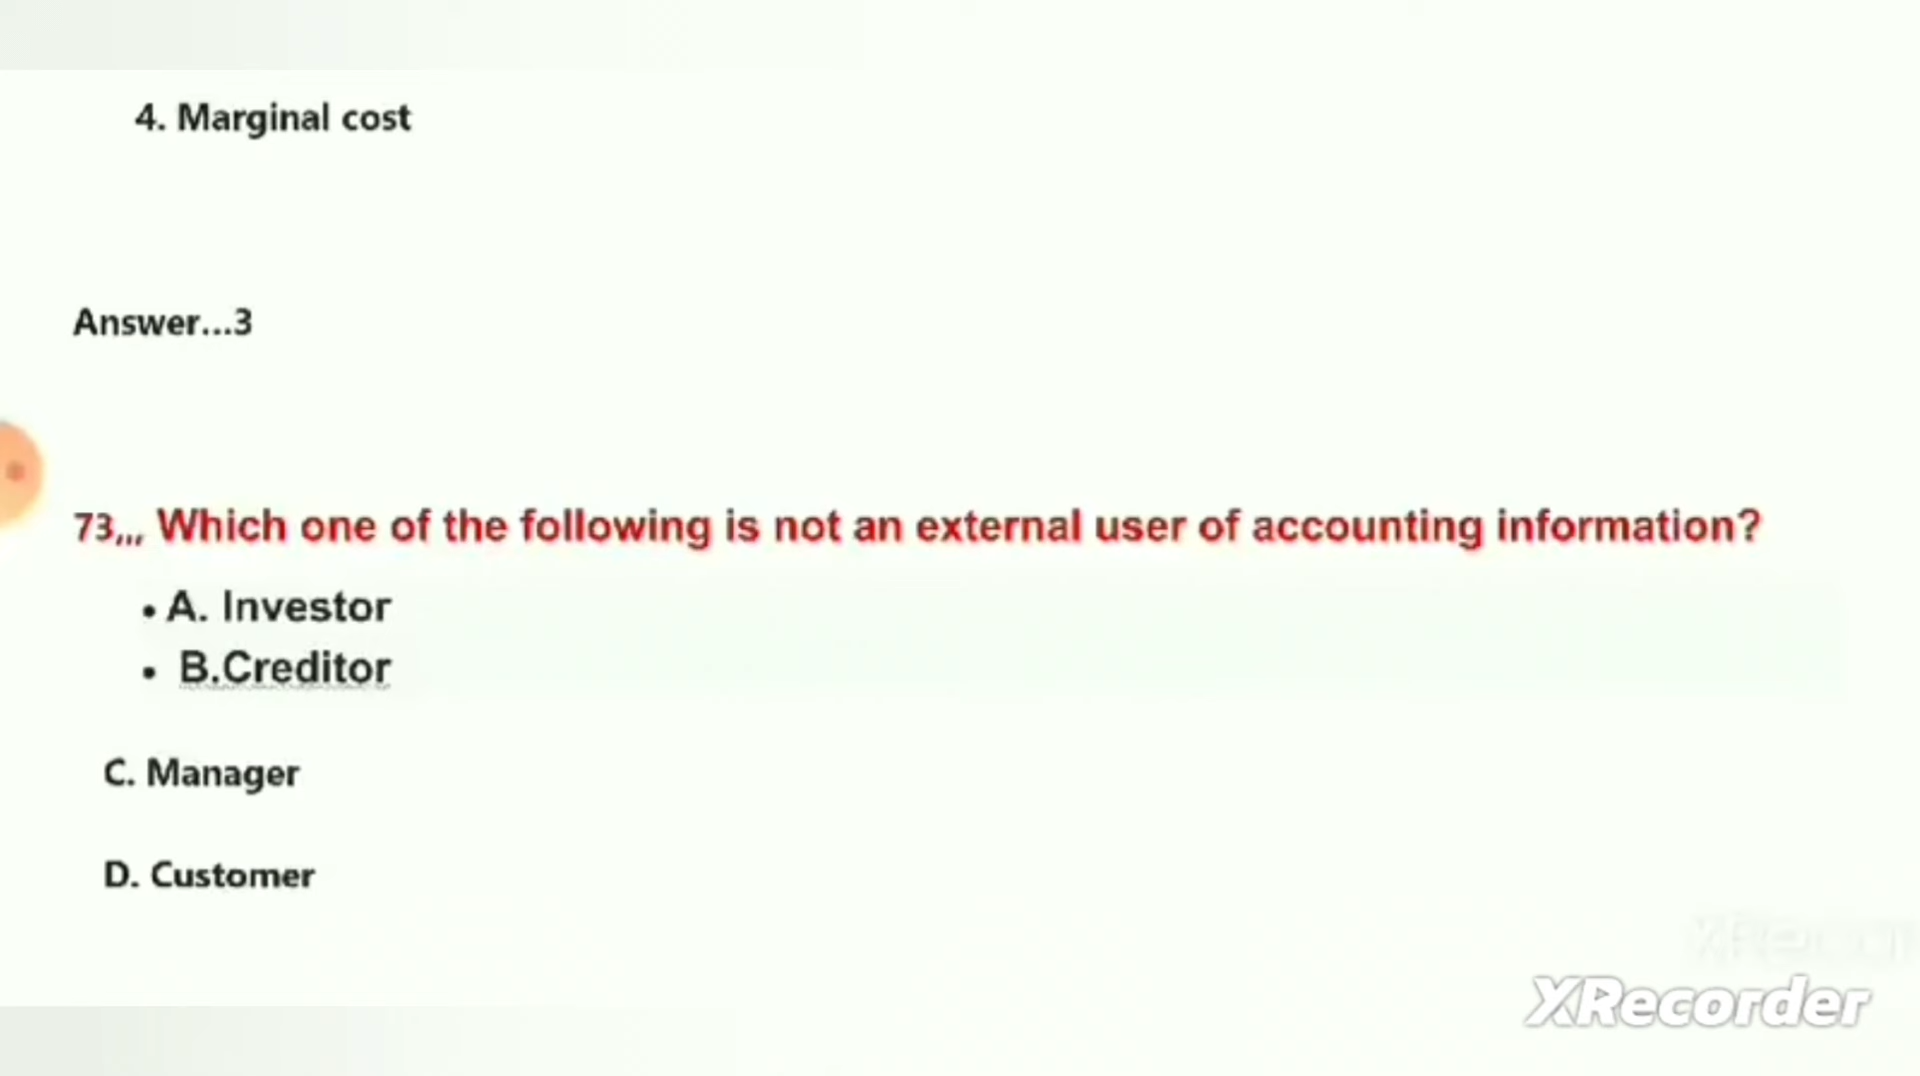 4. Marginal cost
Answer...3
73,,, Which one of the following is not an external user of accounting information?
• A. Investor
• B.Creditor
C. Manager
D. Customer
XRecorder